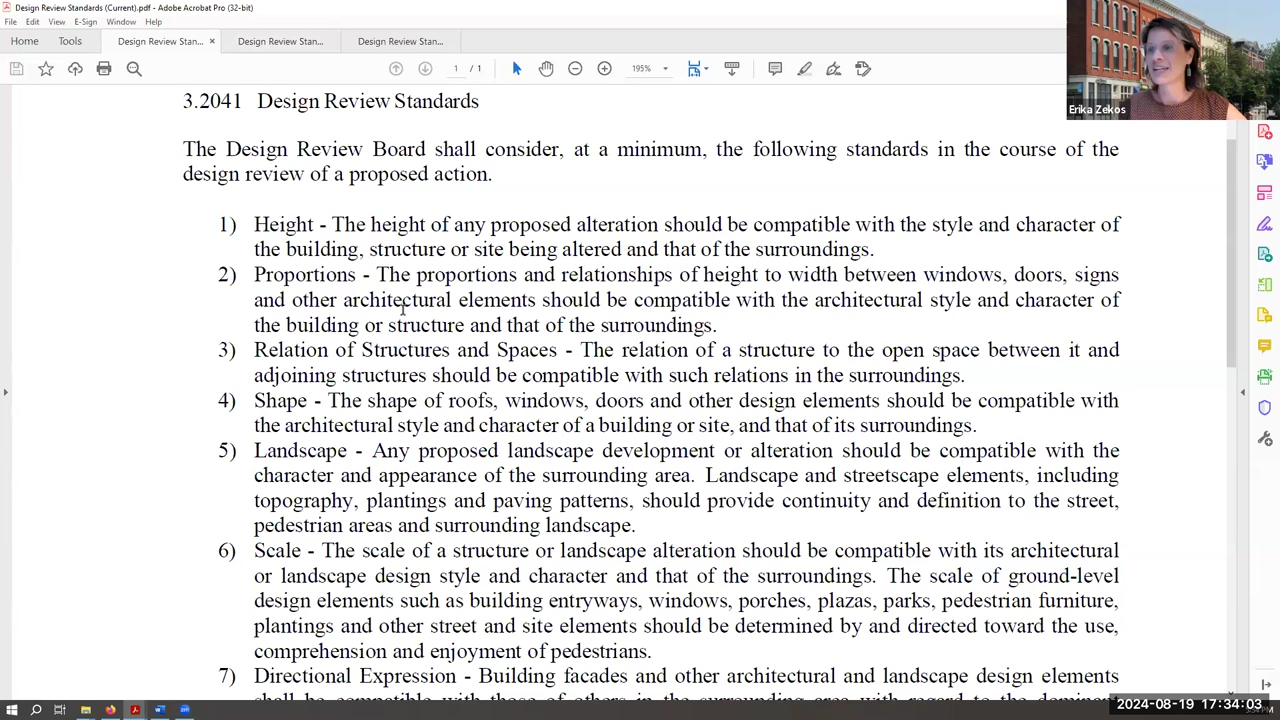 Design Review Standards (Current).pdf - Adobe Acrobat Pro (32-bit)
File Edit View E-Sign Window Help
Home Tools Design Review Stan... × Design Review Stan... Design Review Stan...
1 / 1 195%
Erika Zekos
3.2041 Design Review Standards
The Design Review Board shall consider, at a minimum, the following standards in the course of the
design review of a proposed action.
1) Height - The height of any proposed alteration should be compatible with the style and character of
the building, structure or site being altered and that of the surroundings.
2) Proportions - The proportions and relationships of height to width between windows, doors, signs
and other architectural elements should be compatible with the architectural style and character of
the building or structure and that of the surroundings.
3) Relation of Structures and Spaces - The relation of a structure to the open space between it and
adjoining structures should be compatible with such relations in the surroundings.
4) Shape - The shape of roofs, windows, doors and other design elements should be compatible with
the architectural style and character of a building or site, and that of its surroundings.
5) Landscape - Any proposed landscape development or alteration should be compatible with the
character and appearance of the surrounding area. Landscape and streetscape elements, including
topography, plantings and paving patterns, should provide continuity and definition to the street,
pedestrian areas and surrounding landscape.
6) Scale - The scale of a structure or landscape alteration should be compatible with its architectural
or landscape design style and character and that of the surroundings. The scale of ground-level
design elements such as building entryways, windows, porches, plazas, parks, pedestrian furniture,
plantings and other street and site elements should be determined by and directed toward the use,
comprehension and enjoyment of pedestrians.
7) Directional Expression - Building facades and other architectural and landscape design elements
shall be compatible with those of others in the surrounding area with regard to the dominant
2024-08-19 17:34:03